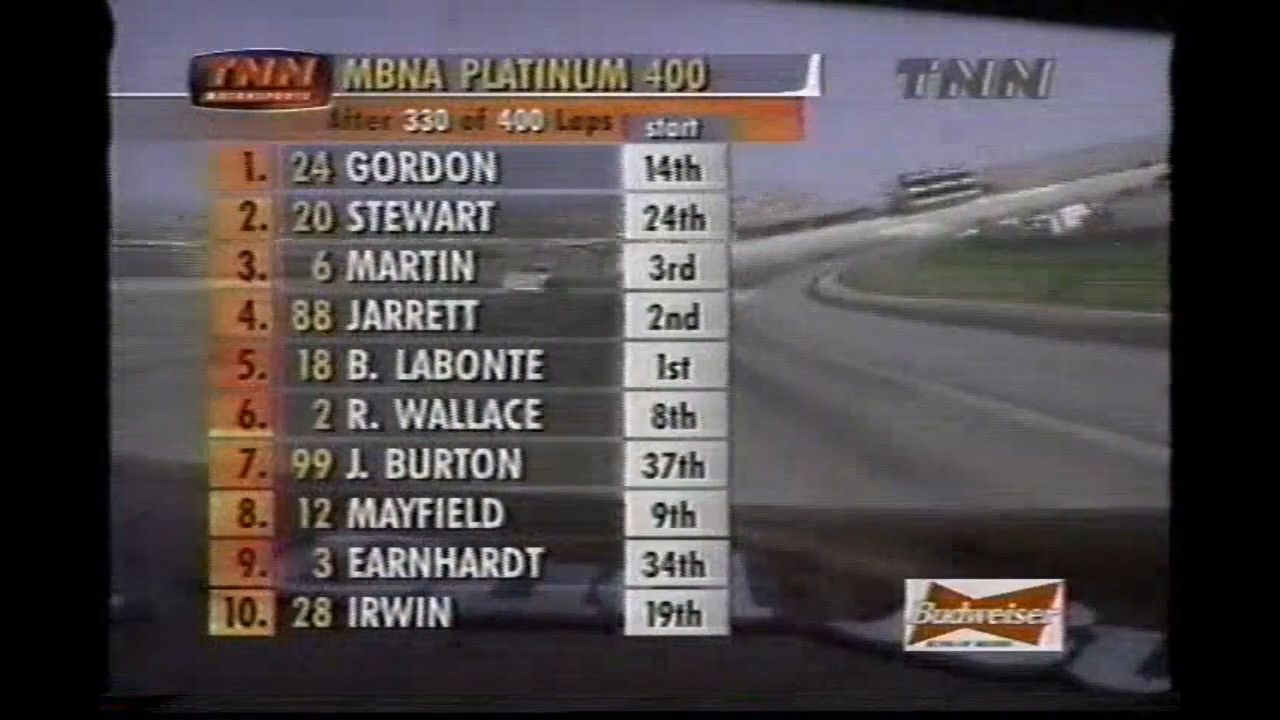 TNN MBNA PLATINUM 400 TNN
MOTORSPORTS
After 330 of 400 Laps start
1. 24 GORDON 14th
2. 20 STEWART 24th
3. 6 MARTIN 3rd
4. 88 JARRETT 2nd
5. 18 B. LABONTE 1st
6. 2 R. WALLACE 8th
7. 99 J. BURTON 37th
8. 12 MAYFIELD 9th
9. 3 EARNHARDT 34th
10. 28 IRWIN 19th
Budweiser